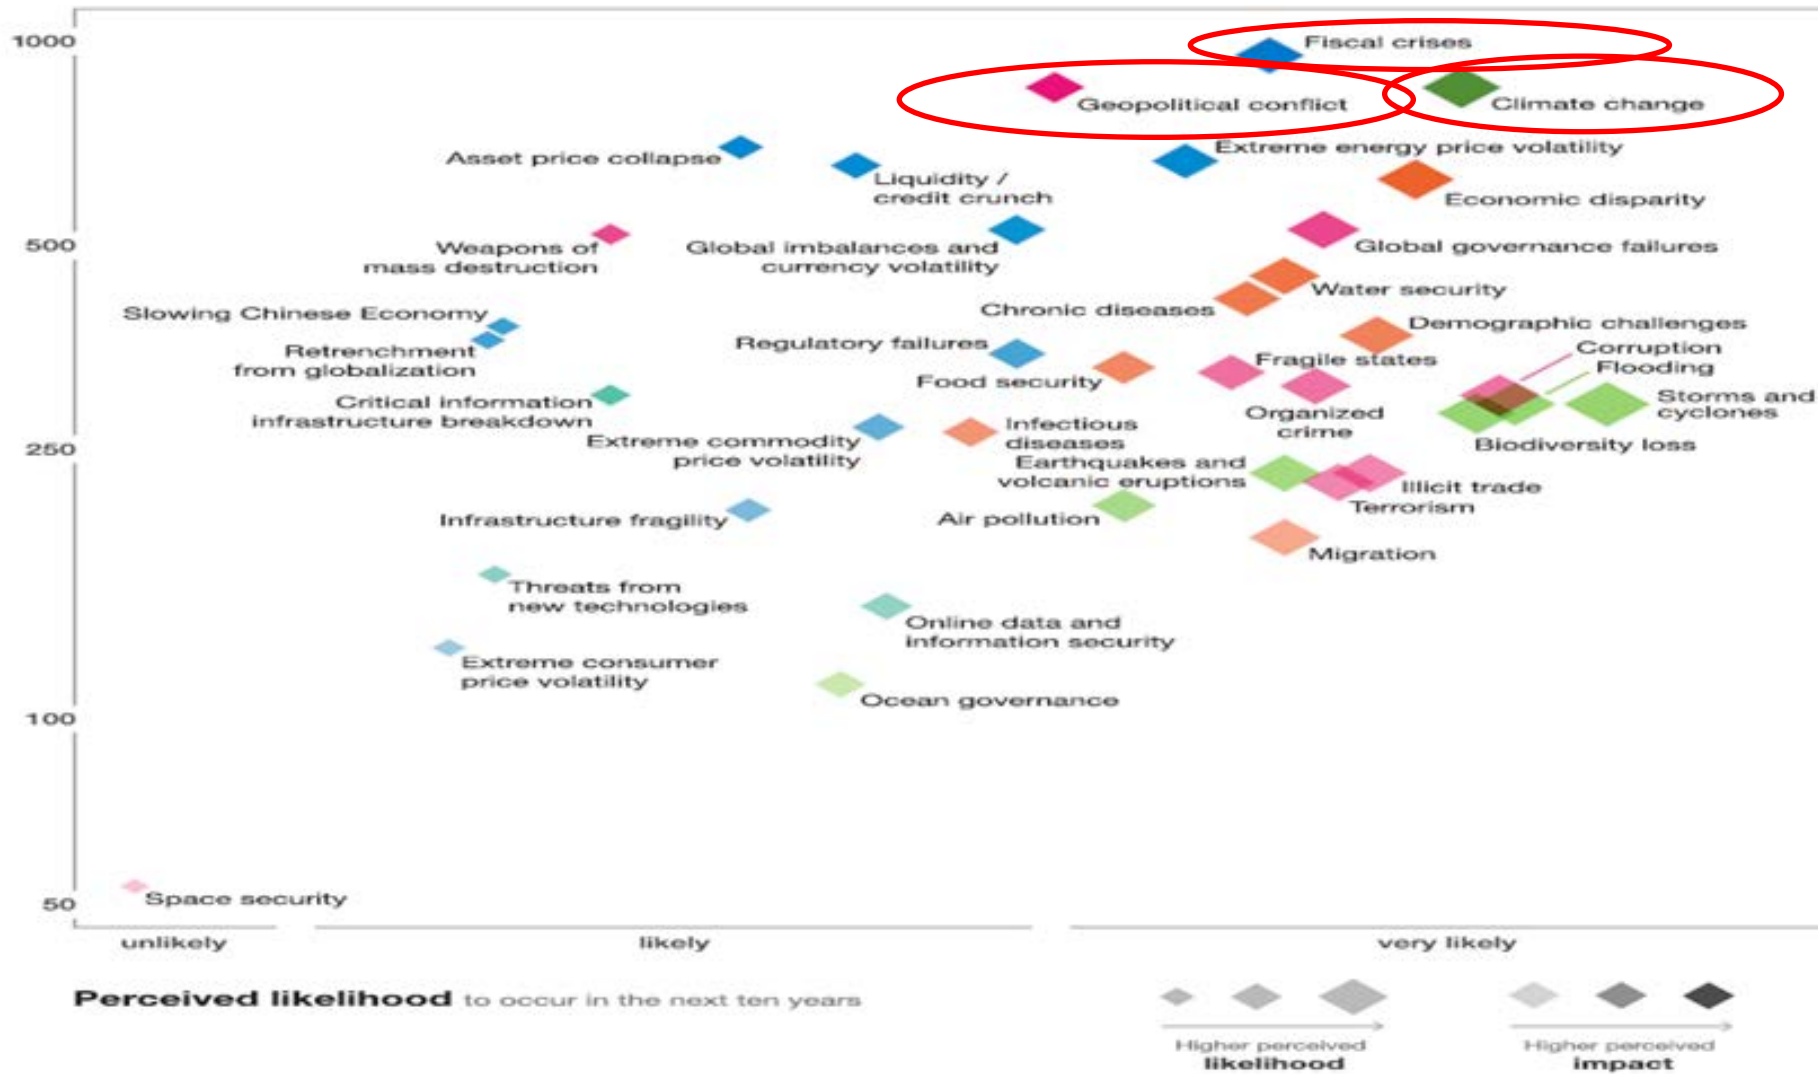 1000
Fiscal crises
Geopolitical conflict
Climate change
Asset price collapse
Extreme energy price volatility
Liquidity /
credit crunch
Economic disparity
500
Weapons of
mass destruction
Global imbalances and
currency volatility
Global governance failures
Water security
Chronic diseases
Slowing Chinese Economy
Retrenchment
from globalization
Regulatory failures
Demographic challenges
Corruption
Flooding
Fragile states
Food security
Storms and
cyclones
Critical information
infrastructure breakdown
Organized
crime
Infectious
diseases
Extreme commodity
price volatility
Biodiversity loss
250
Earthquakes and
volcanic eruptions
Illicit trade
Terrorism
Infrastructure fragility
Air pollution
Migration
Threats from
new technologies
Online data and
information security
Extreme consumer
price volatility
Ocean governance
100
Space security
50
unlikely
likely
very likely
Perceived likelihood to occur in the next ten years
Higher perceived
likelihood
Higher perceived
impact